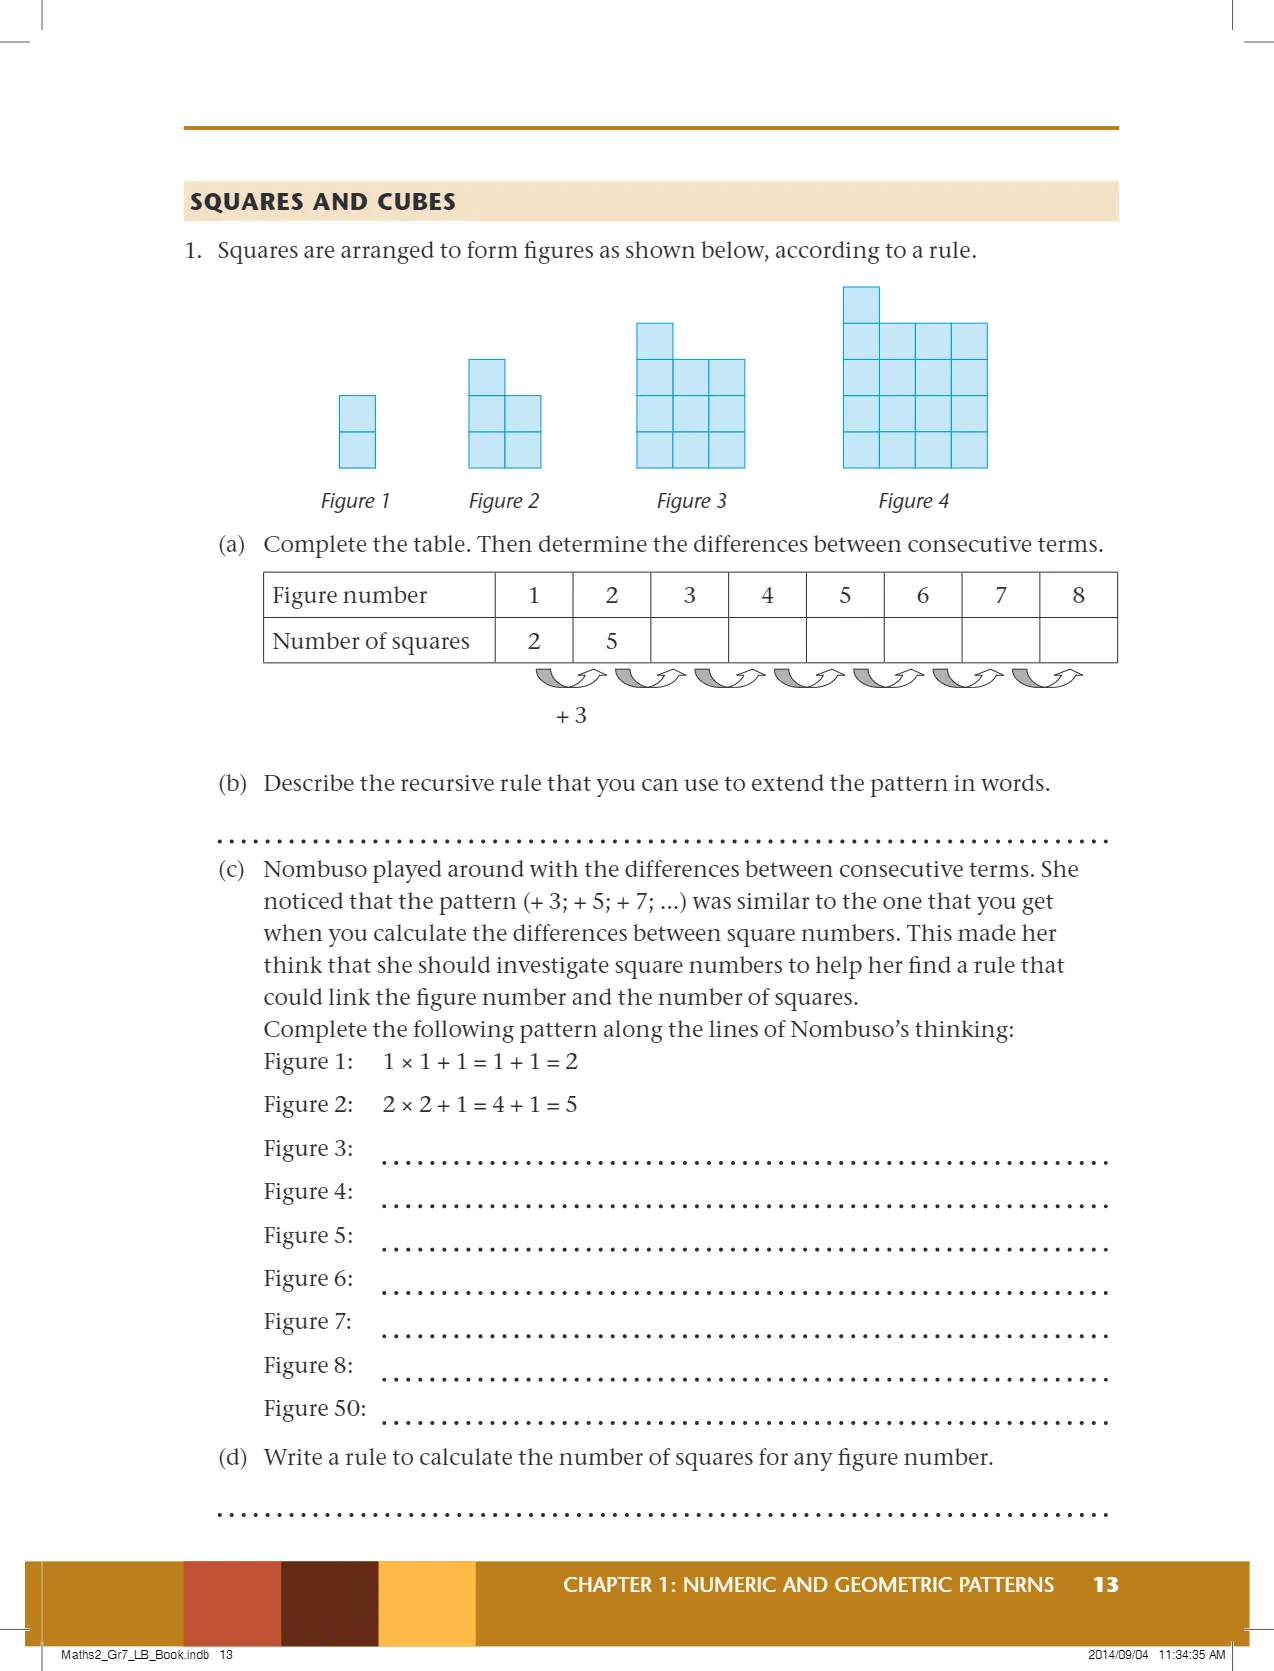 SQUARES AND CUBES
1. Squares are arranged to form figures as shown below, according to a rule.
Figure 1 Figure 2 Figure 3 Figure 4
(a) Complete the table. Then determine the differences between consecutive terms.
Figure number 1 2 3 4 5 6 7 8
Number of squares 2 5
+ 3
(b) Describe the recursive rule that you can use to extend the pattern in words.
(c) Nombuso played around with the differences between consecutive terms. She
noticed that the pattern (+ 3; + 5; + 7; ...) was similar to the one that you get
when you calculate the differences between square numbers. This made her
think that she should investigate square numbers to help her find a rule that
could link the figure number and the number of squares.
Complete the following pattern along the lines of Nombuso’s thinking:
Figure 1: 1 × 1 + 1 = 1 + 1 = 2
Figure 2: 2 × 2 + 1 = 4 + 1 = 5
Figure 3:
Figure 4:
Figure 5:
Figure 6:
Figure 7:
Figure 8:
Figure 50:
(d) Write a rule to calculate the number of squares for any figure number.
CHAPTER 1: NUMERIC AND GEOMETRIC PATTERNS 13
Maths2_Gr7_LB_Book.indb 13 2014/09/04 11:34:35 AM